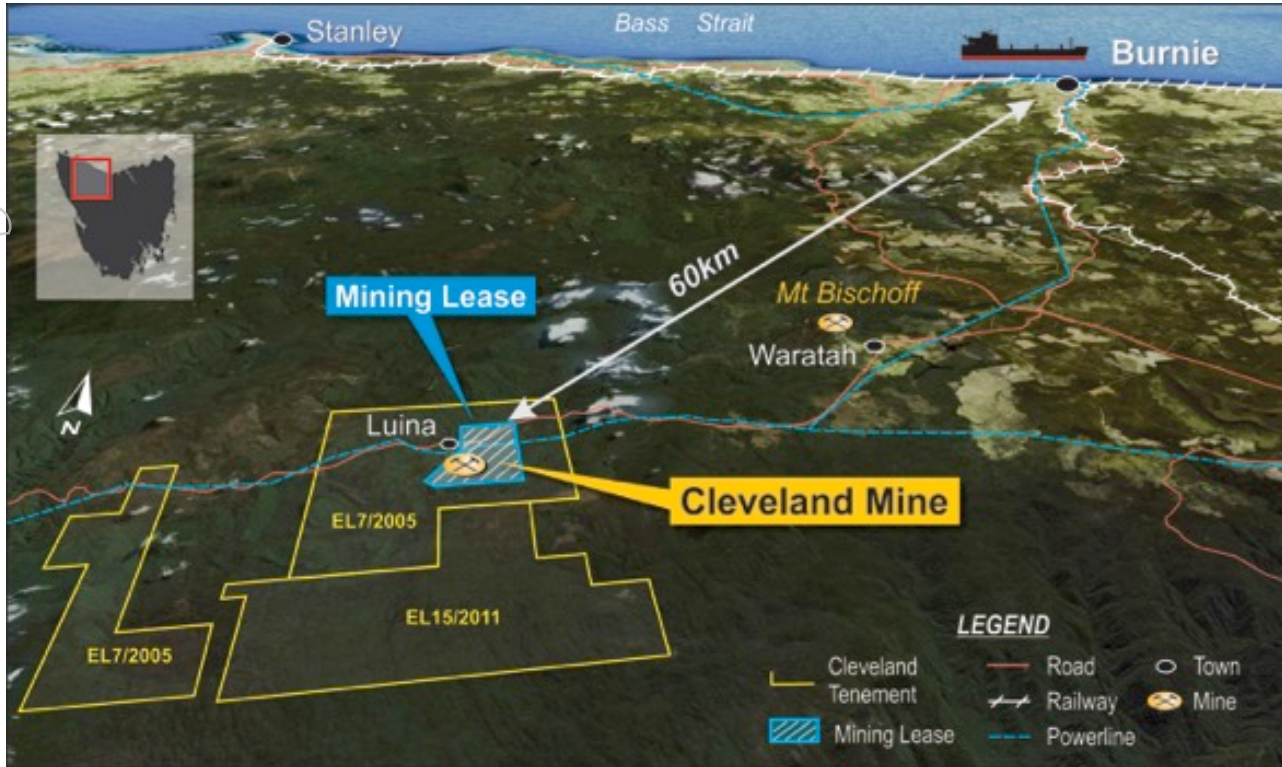 Bass Strait
Stanley
Burnie
60km
Mining Lease
Mt Bischoff
Waratah
N
Luina
Cleveland Mine
EL7/2005
EL15/2011
EL7/2005
LEGEND
Cleveland
Tenement
Mining Lease
Road
Railway
Powerline
Town
Mine